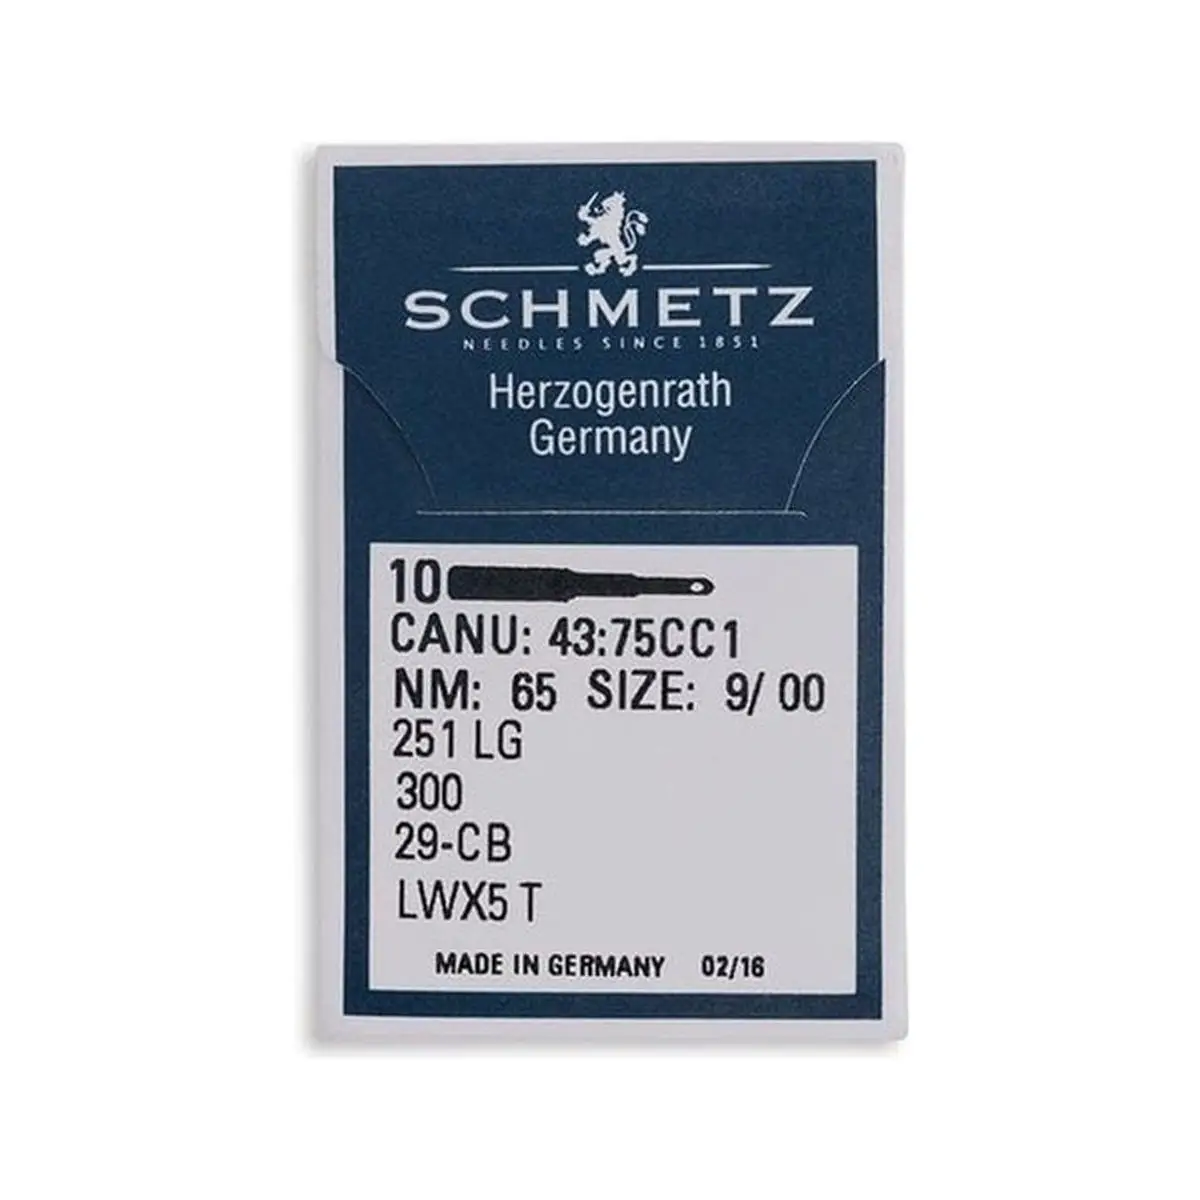 SCHMETZ
NEEDLES SINCE 1851
Herzogenrath
Germany
10
CANU: 43:75CC1
NM: 65 SIZE: 9/ 00
251 LG
300
29-CB
LWX5 T
MADE IN GERMANY 02/16